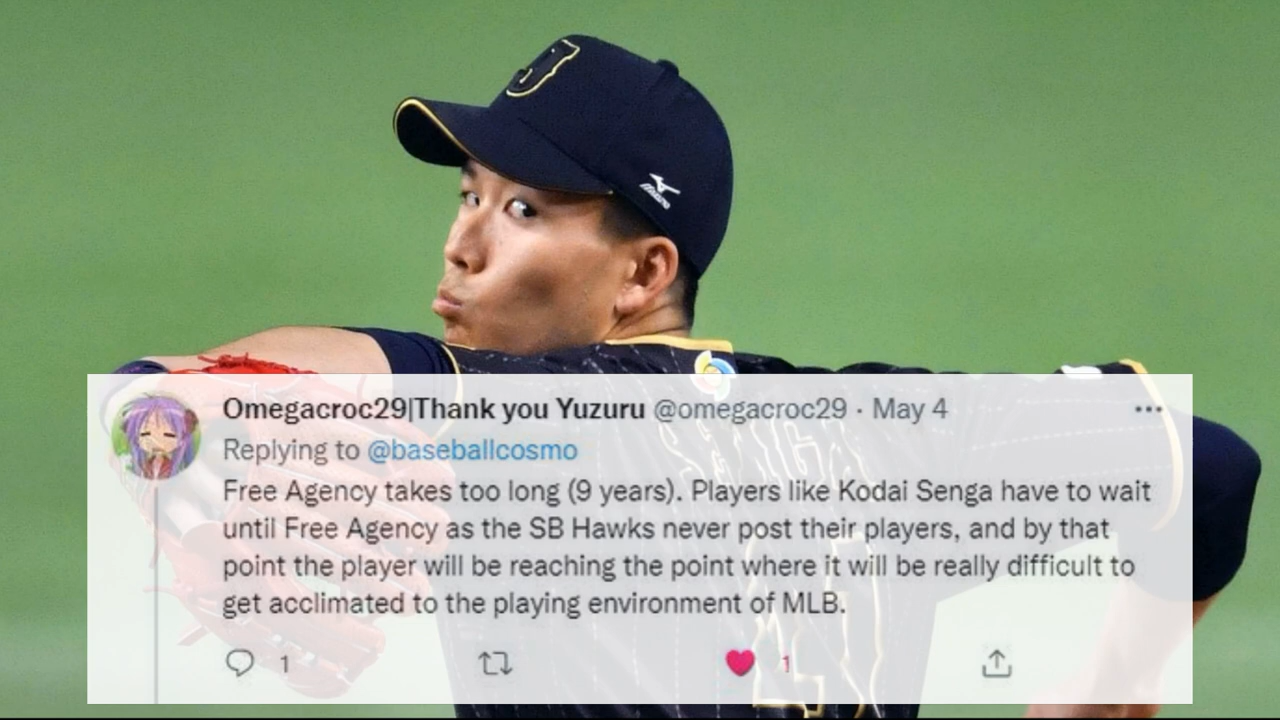 J
Mizuno
SENGA
Omegacroc29|Thank you Yuzuru @omegacroc29 · May 4
Replying to @baseballcosmo
Free Agency takes too long (9 years). Players like Kodai Senga have to wait
until Free Agency as the SB Hawks never post their players, and by that
point the player will be reaching the point where it will be really difficult to
get acclimated to the playing environment of MLB.
1
1